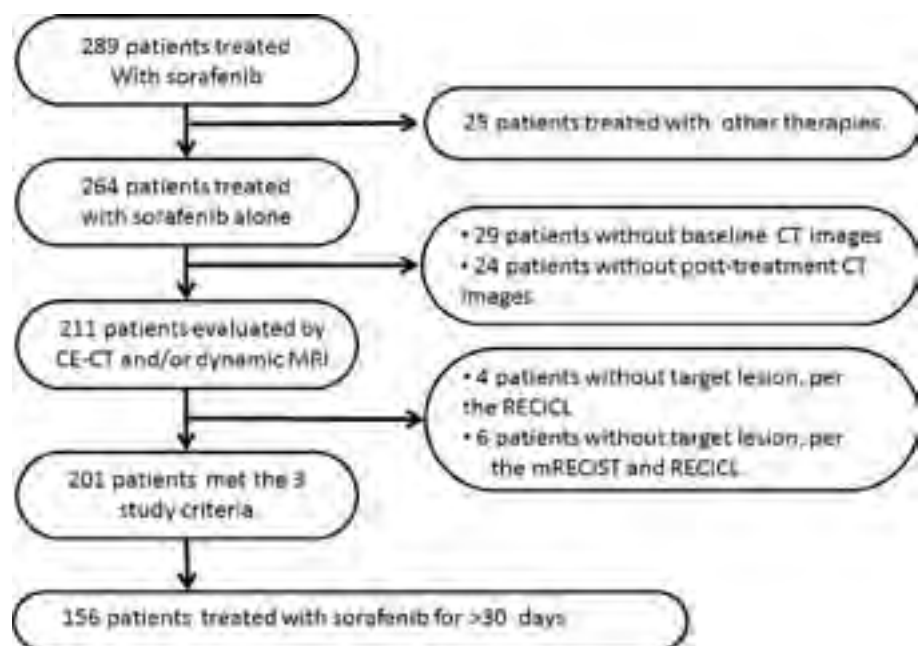 289 patients treated
With sorafenib
25 patients treated with other therapies.
264 patients treated
with sorafenib alone
• 29 patients without baseline CT images
• 24 patients without post-treatment CT
images
211 patients evaluated by
CE-CT and/or dynamic MRI
• 4 patients without target lesion, per
the RECICL
• 6 patients without target lesion, per
the mRECIST and RECICL
201 patients met the 3
study criteria
156 patients treated with sorafenib for >30 days